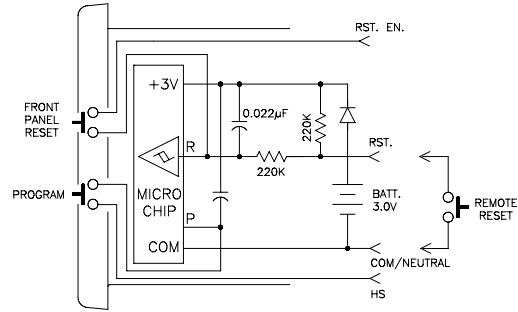 RST. EN.
+3V
FRONT
PANEL
RESET
0.022µF
220K
R
RST.
220K
PROGRAM
MICRO
CHIP
BATT.
3.0V
REMOTE
RESET
P
COM
COM/NEUTRAL
HS